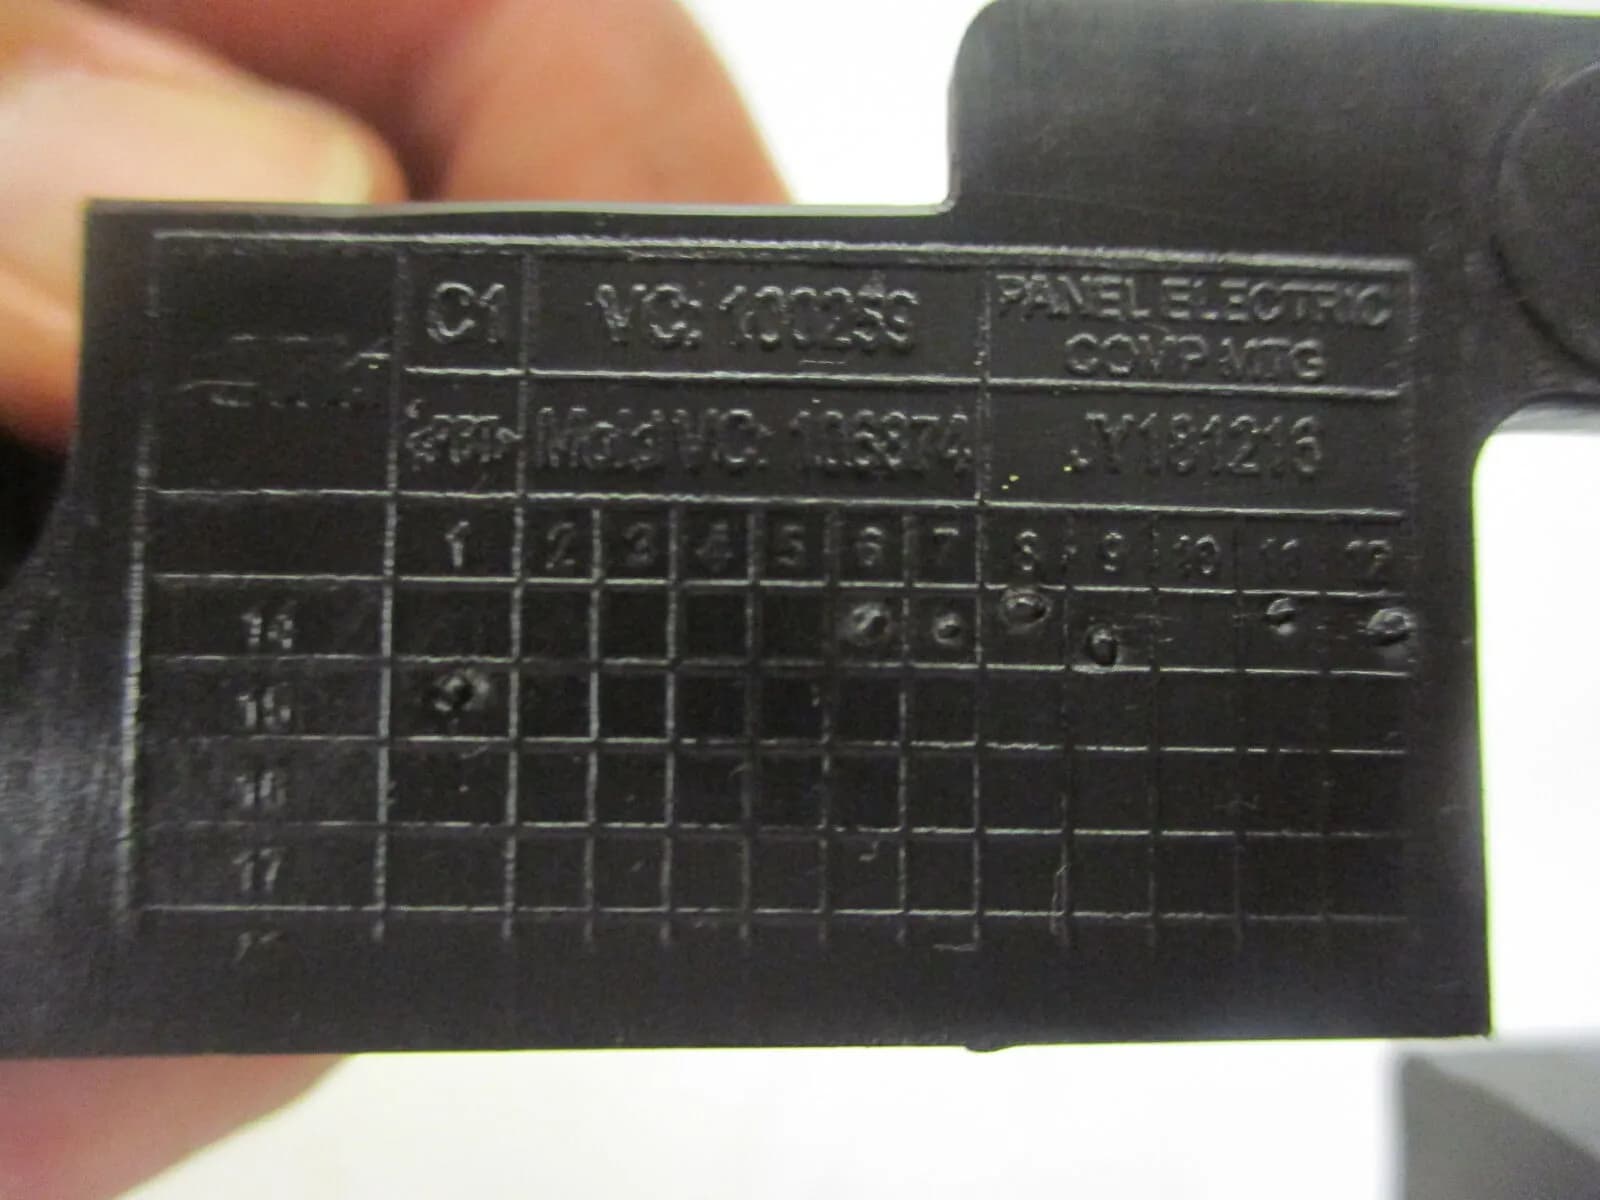 C1 VC: 100259 PANEL ELECTRIC
COMP MTG
Mold VC: 106874 JY181216
1 2 3 4 5 6 7 8 9 10 11 12
14
15
16
17